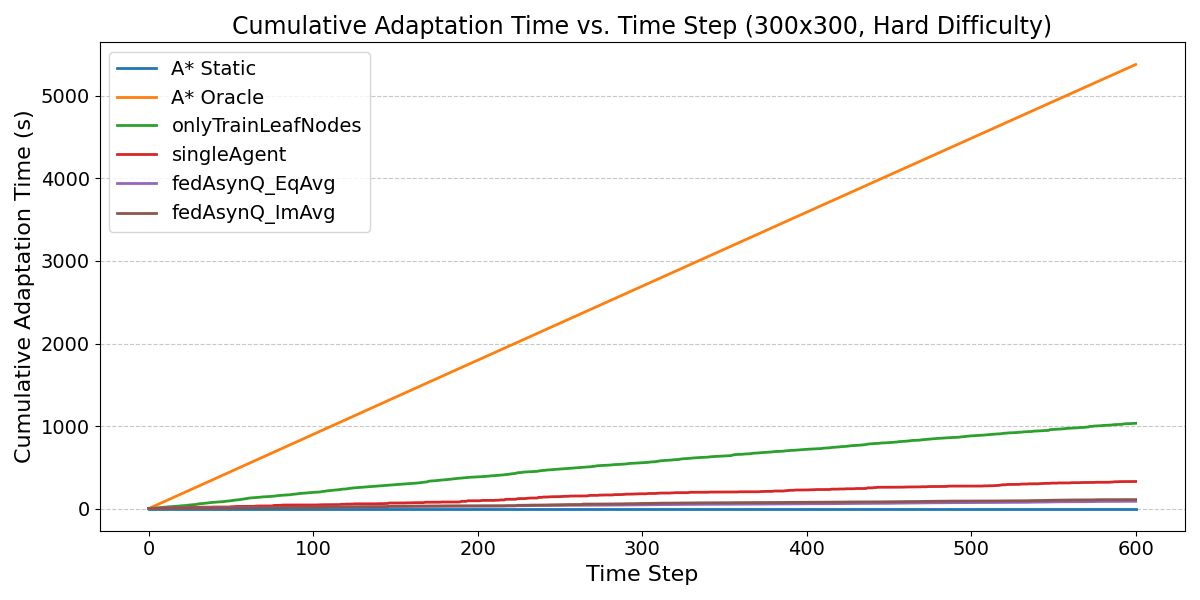 Cumulative Adaptation Time vs. Time Step (300x300, Hard Difficulty)
A* Static
A* Oracle
onlyTrainLeafNodes
singleAgent
fedAsynQ_EqAvg
fedAsynQ_ImAvg
Cumulative Adaptation Time (s)
5000
4000
3000
2000
1000
0
0 100 200 300 400 500 600
Time Step